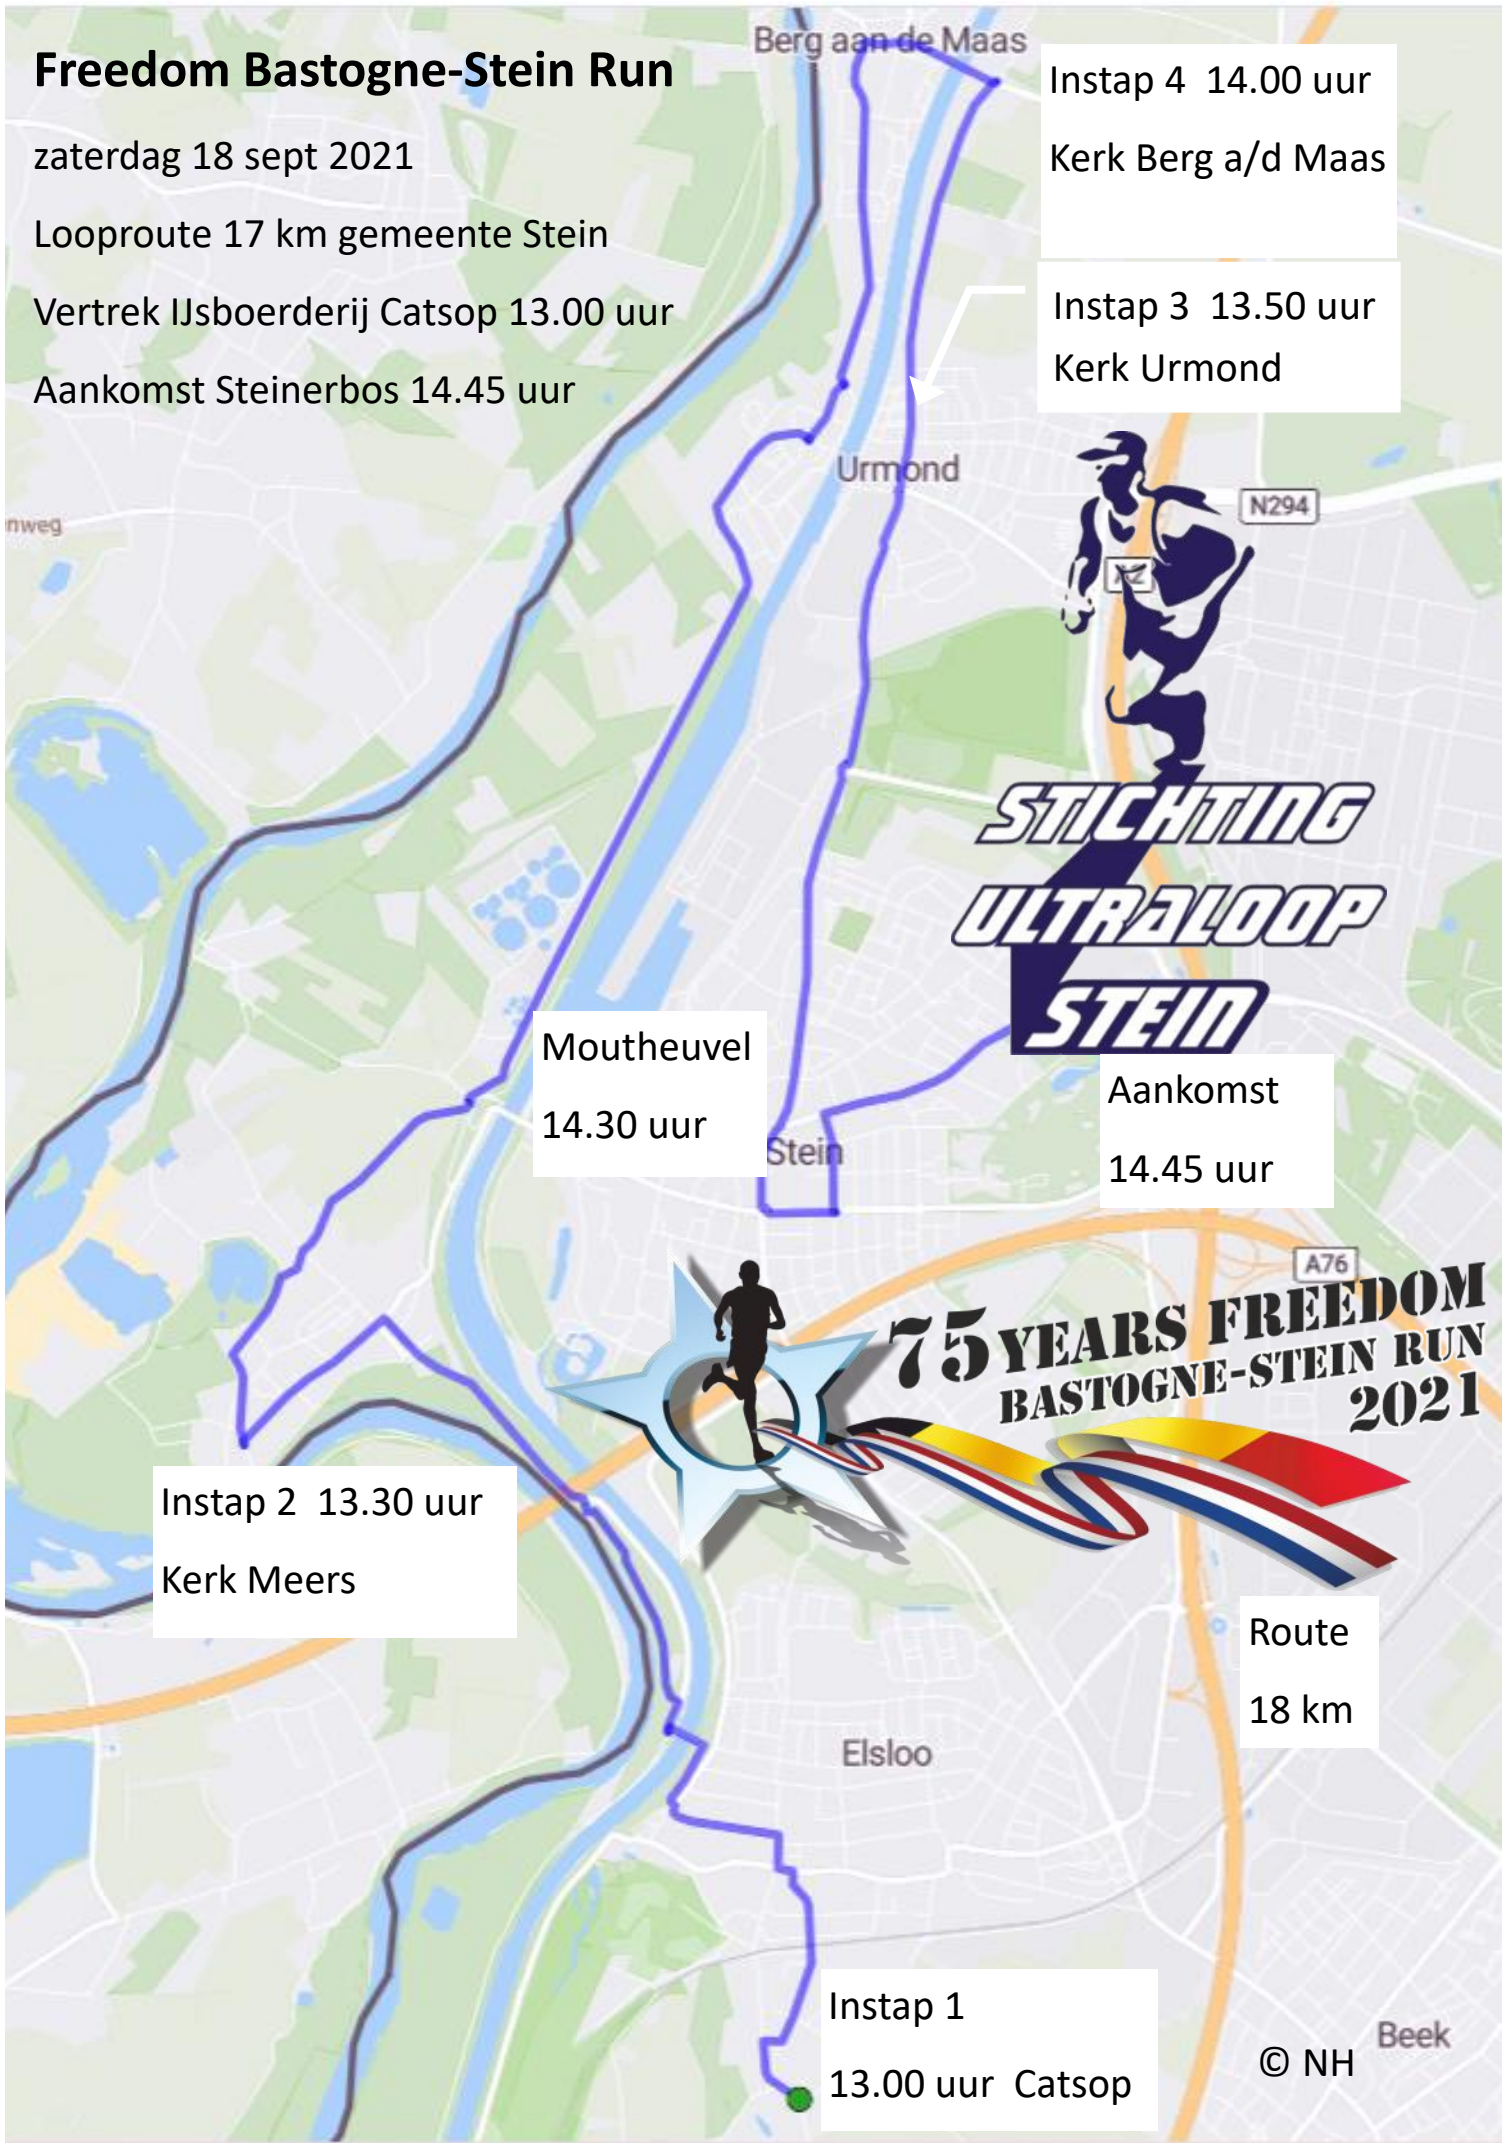 Freedom Bastogne-Stein Run
zaterdag 18 sept 2021
Looproute 17 km gemeente Stein
Vertrek IJsboerderij Catsop 13.00 uur
Aankomst Steinerbos 14.45 uur
Berg aan de Maas
Instap 4 14.00 uur
Kerk Berg a/d Maas
Instap 3 13.50 uur
Kerk Urmond
Urmond
N294
A2
nweg
STICHTING
ULTRALOOP
STEIN
Moutheuvel
14.30 uur
Stein
Aankomst
14.45 uur
A76
75 YEARS FREEDOM
BASTOGNE-STEIN RUN
2021
Instap 2 13.30 uur
Kerk Meers
Route
18 km
Elsloo
Instap 1
13.00 uur Catsop
Beek
© NH